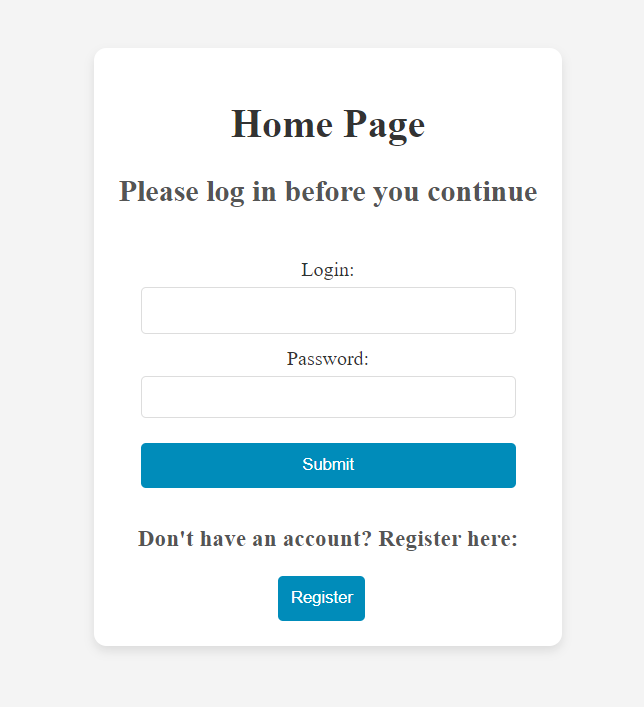 Home Page
Please log in before you continue
Login:
Password:
Submit
Don't have an account? Register here:
Register